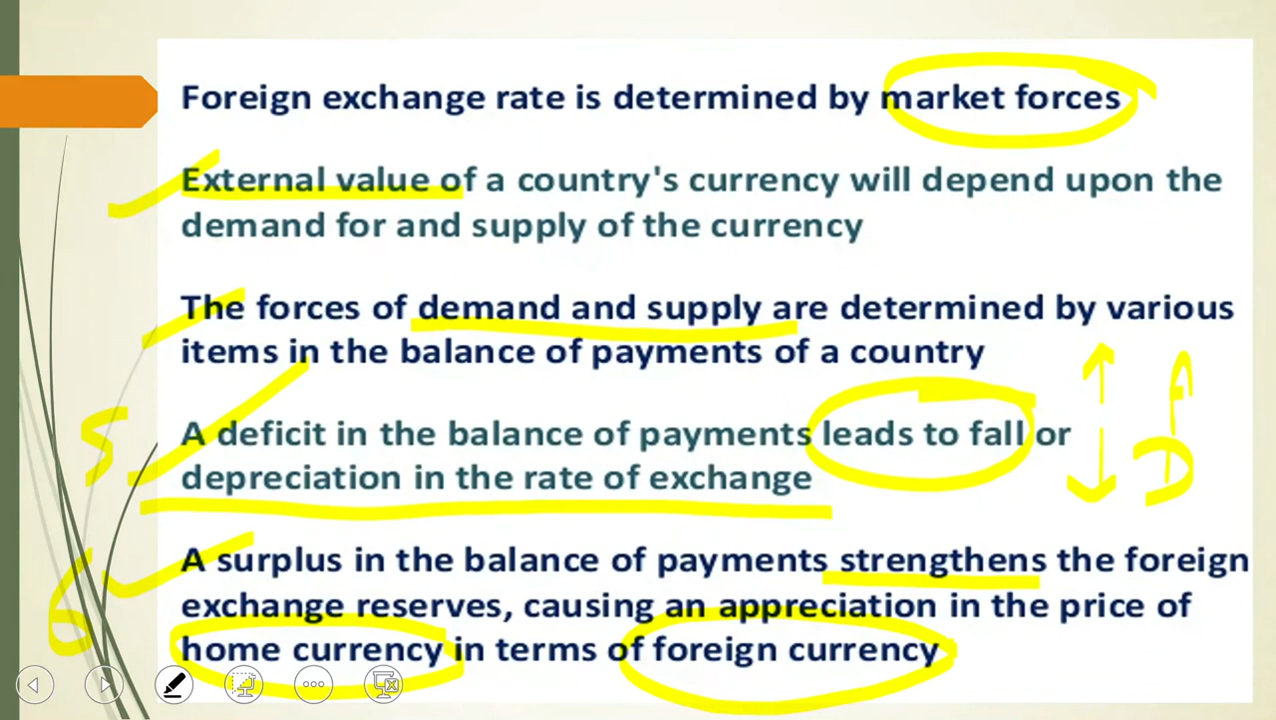 Foreign exchange rate is determined by market forces
External value of a country's currency will depend upon the
demand for and supply of the currency
The forces of demand and supply are determined by various
items in the balance of payments of a country
A deficit in the balance of payments leads to fall or
depreciation in the rate of exchange
A surplus in the balance of payments strengthens the foreign
exchange reserves, causing an appreciation in the price of
home currency in terms of foreign currency
5
6
A
D